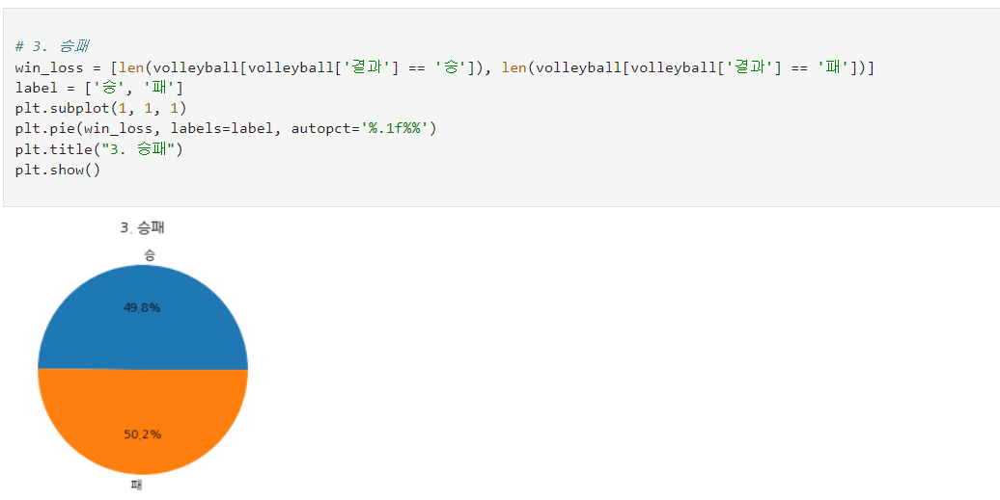 # 3. 승패
win_loss = [len(volleyball[volleyball['결과'] == '승']), len(volleyball[volleyball['결과'] == '패'])]
label = ['승', '패']
plt.subplot(1, 1, 1)
plt.pie(win_loss, labels=label, autopct='%.1f%%')
plt.title("3. 승패")
plt.show()
3. 승패
승
49.8%
50.2%
패